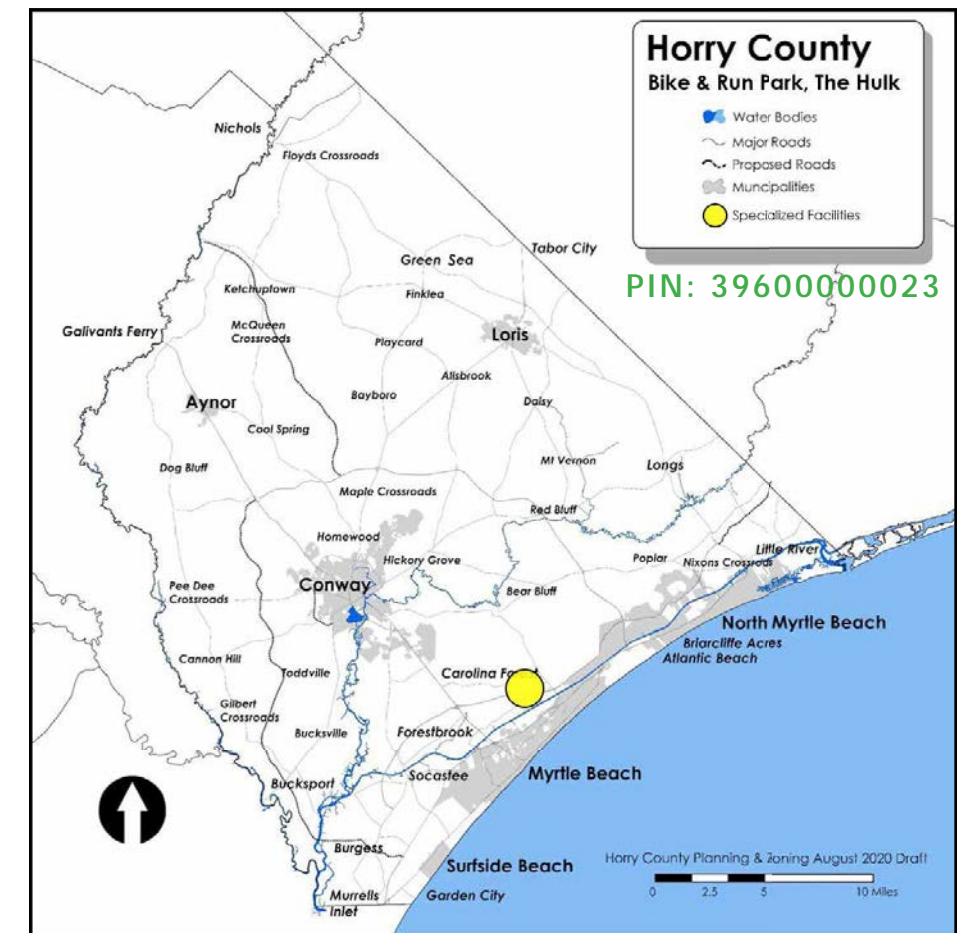 Horry County
Bike & Run Park, The Hulk
Water Bodies
Major Roads
Proposed Roads
Muncipalities
Specialized Facilities
PIN: 39600000023
Nichols
Floyds Crossroads
Tabor City
Green Sea
Ketchuptown
Finklea
Galivants Ferry
McQueen
Crossroads
Loris
Playcard
Allsbrook
Aynor
Bayboro
Daisy
Cool Spring
Dog Bluff
Mt Vernon
Longs
Maple Crossroads
Red Bluff
Homewood
Hickory Grove
Poplar
Little River
Nixons Crossroads
Conway
Pee Dee
Crossroads
Bear Bluff
North Myrtle Beach
Briarcliffe Acres
Atlantic Beach
Cannon Hill
Toddville
Carolina Forest
Gilbert
Crossroads
Bucksville
Forestbrook
Bucksport
Socastee
Myrtle Beach
Burgess
Surfside Beach
Horry County Planning & Zoning August 2020 Draft
0 2.5 5 10 Miles
Murrells
Inlet
Garden City